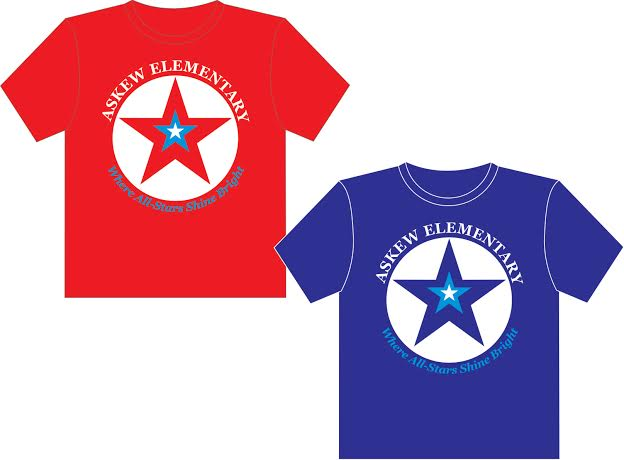 ASKEW ELEMENTARY
Where All-Stars Shine Bright
ASKEW ELEMENTARY
Where All-Stars Shine Bright